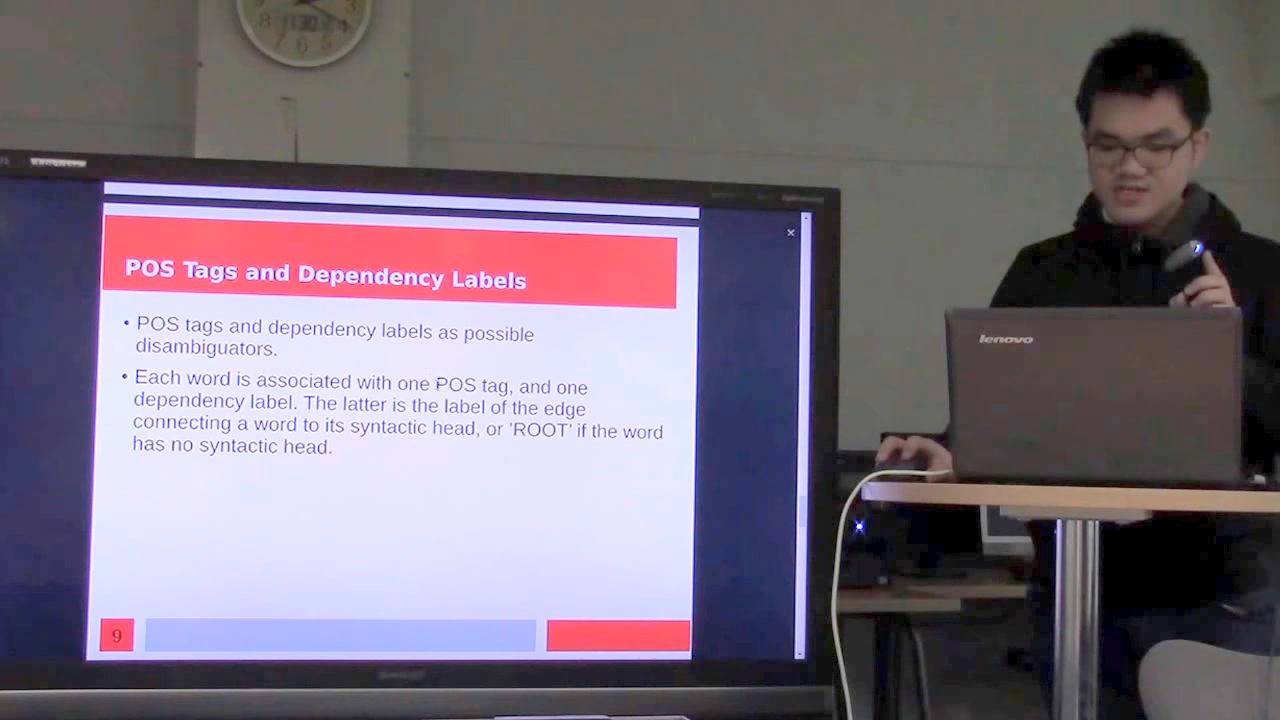 POS Tags and Dependency Labels
• POS tags and dependency labels as possible
disambiguators.
• Each word is associated with one POS tag, and one
dependency label. The latter is the label of the edge
connecting a word to its syntactic head, or 'ROOT' if the word
has no syntactic head.
9
lenovo